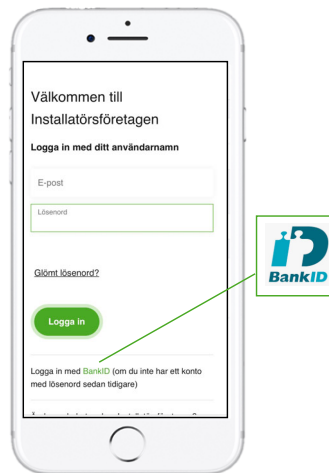 Välkommen till
Installatörsföretagen
Logga in med ditt användarnamn
E-post
Lösenord
Glömt lösenord?
Logga in
Logga in med BankID (om du inte har ett konto
med lösenord sedan tidigare)
BankID